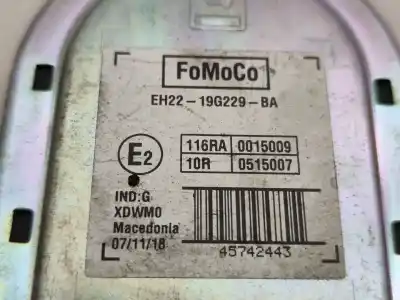 FoMoCo
EH22-19G229-BA
E2
116RA 0015009
10R 0515007
IND:G
XDWM0
Macedonia
07/11/18
45742443